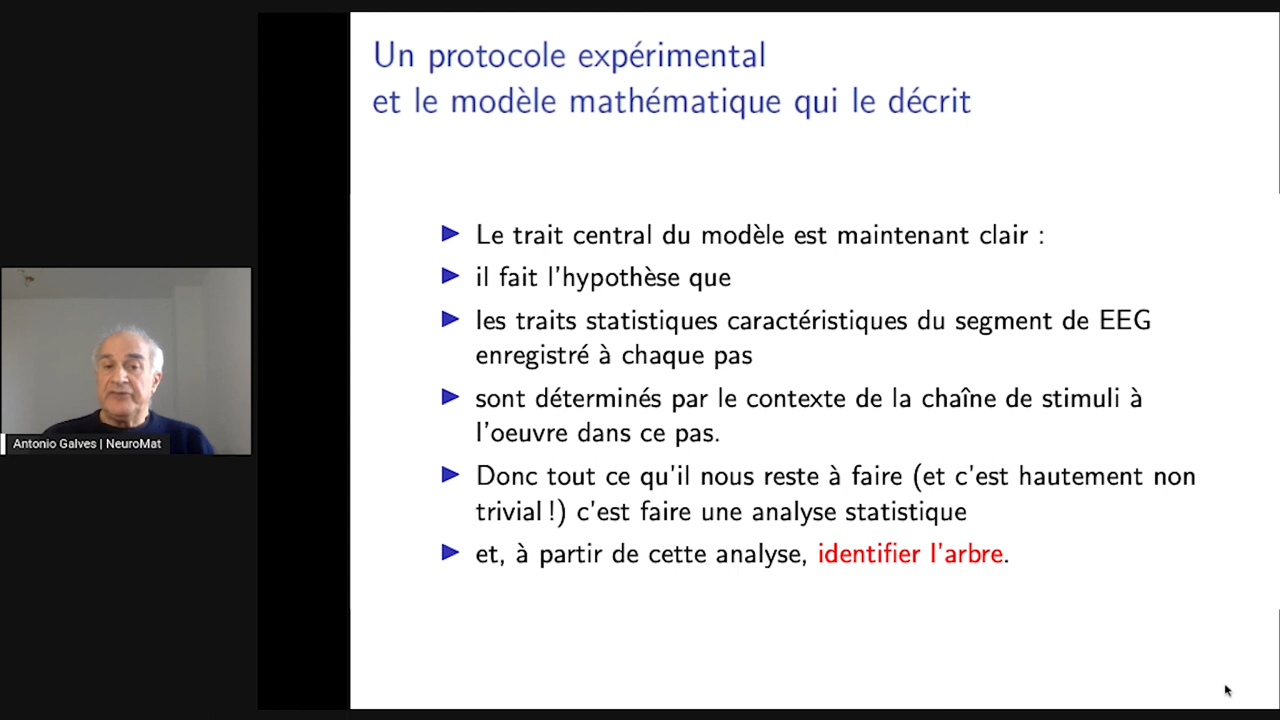 Un protocole expérimental
et le modèle mathématique qui le décrit
Le trait central du modèle est maintenant clair :
il fait l'hypothèse que
les traits statistiques caractéristiques du segment de EEG
enregistré à chaque pas
sont déterminés par le contexte de la chaîne de stimuli à
l'oeuvre dans ce pas.
Donc tout ce qu'il nous reste à faire (et c'est hautement non
trivial !) c'est faire une analyse statistique
et, à partir de cette analyse, identifier l'arbre.
Antonio Galves | NeuroMat